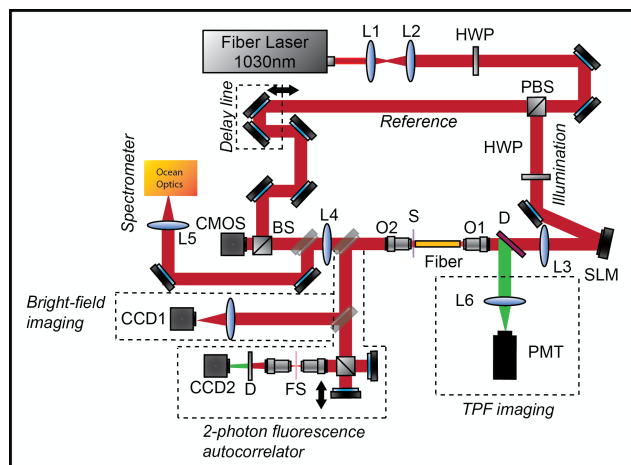 Fiber Laser
1030nm
L1
L2
HWP
PBS
Delay line
Reference
HWP
Illumination
Spectrometer
Ocean
Optics
L5
CMOS
BS
L4
O2
S
O1
D
Fiber
L3
SLM
Bright-field
imaging
CCD1
L6
PMT
CCD2
D
FS
TPF imaging
2-photon fluorescence
autocorrelator